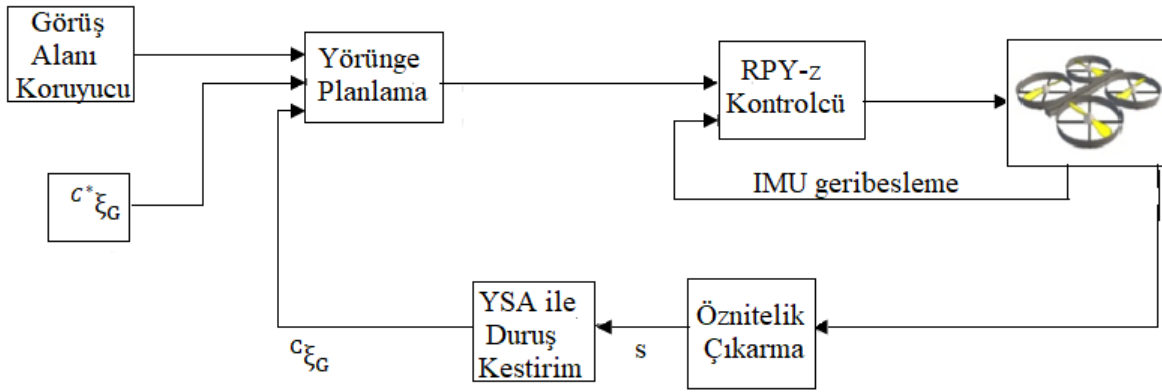 Görüş
Alanı
Koruyucu
Yörünge
Planlama
RPY-z
Kontrolcü
IMU geribesleme
C*ξG
YSA ile
Duruş
Kestirim
Öznitelik
Çıkarma
s
CξG